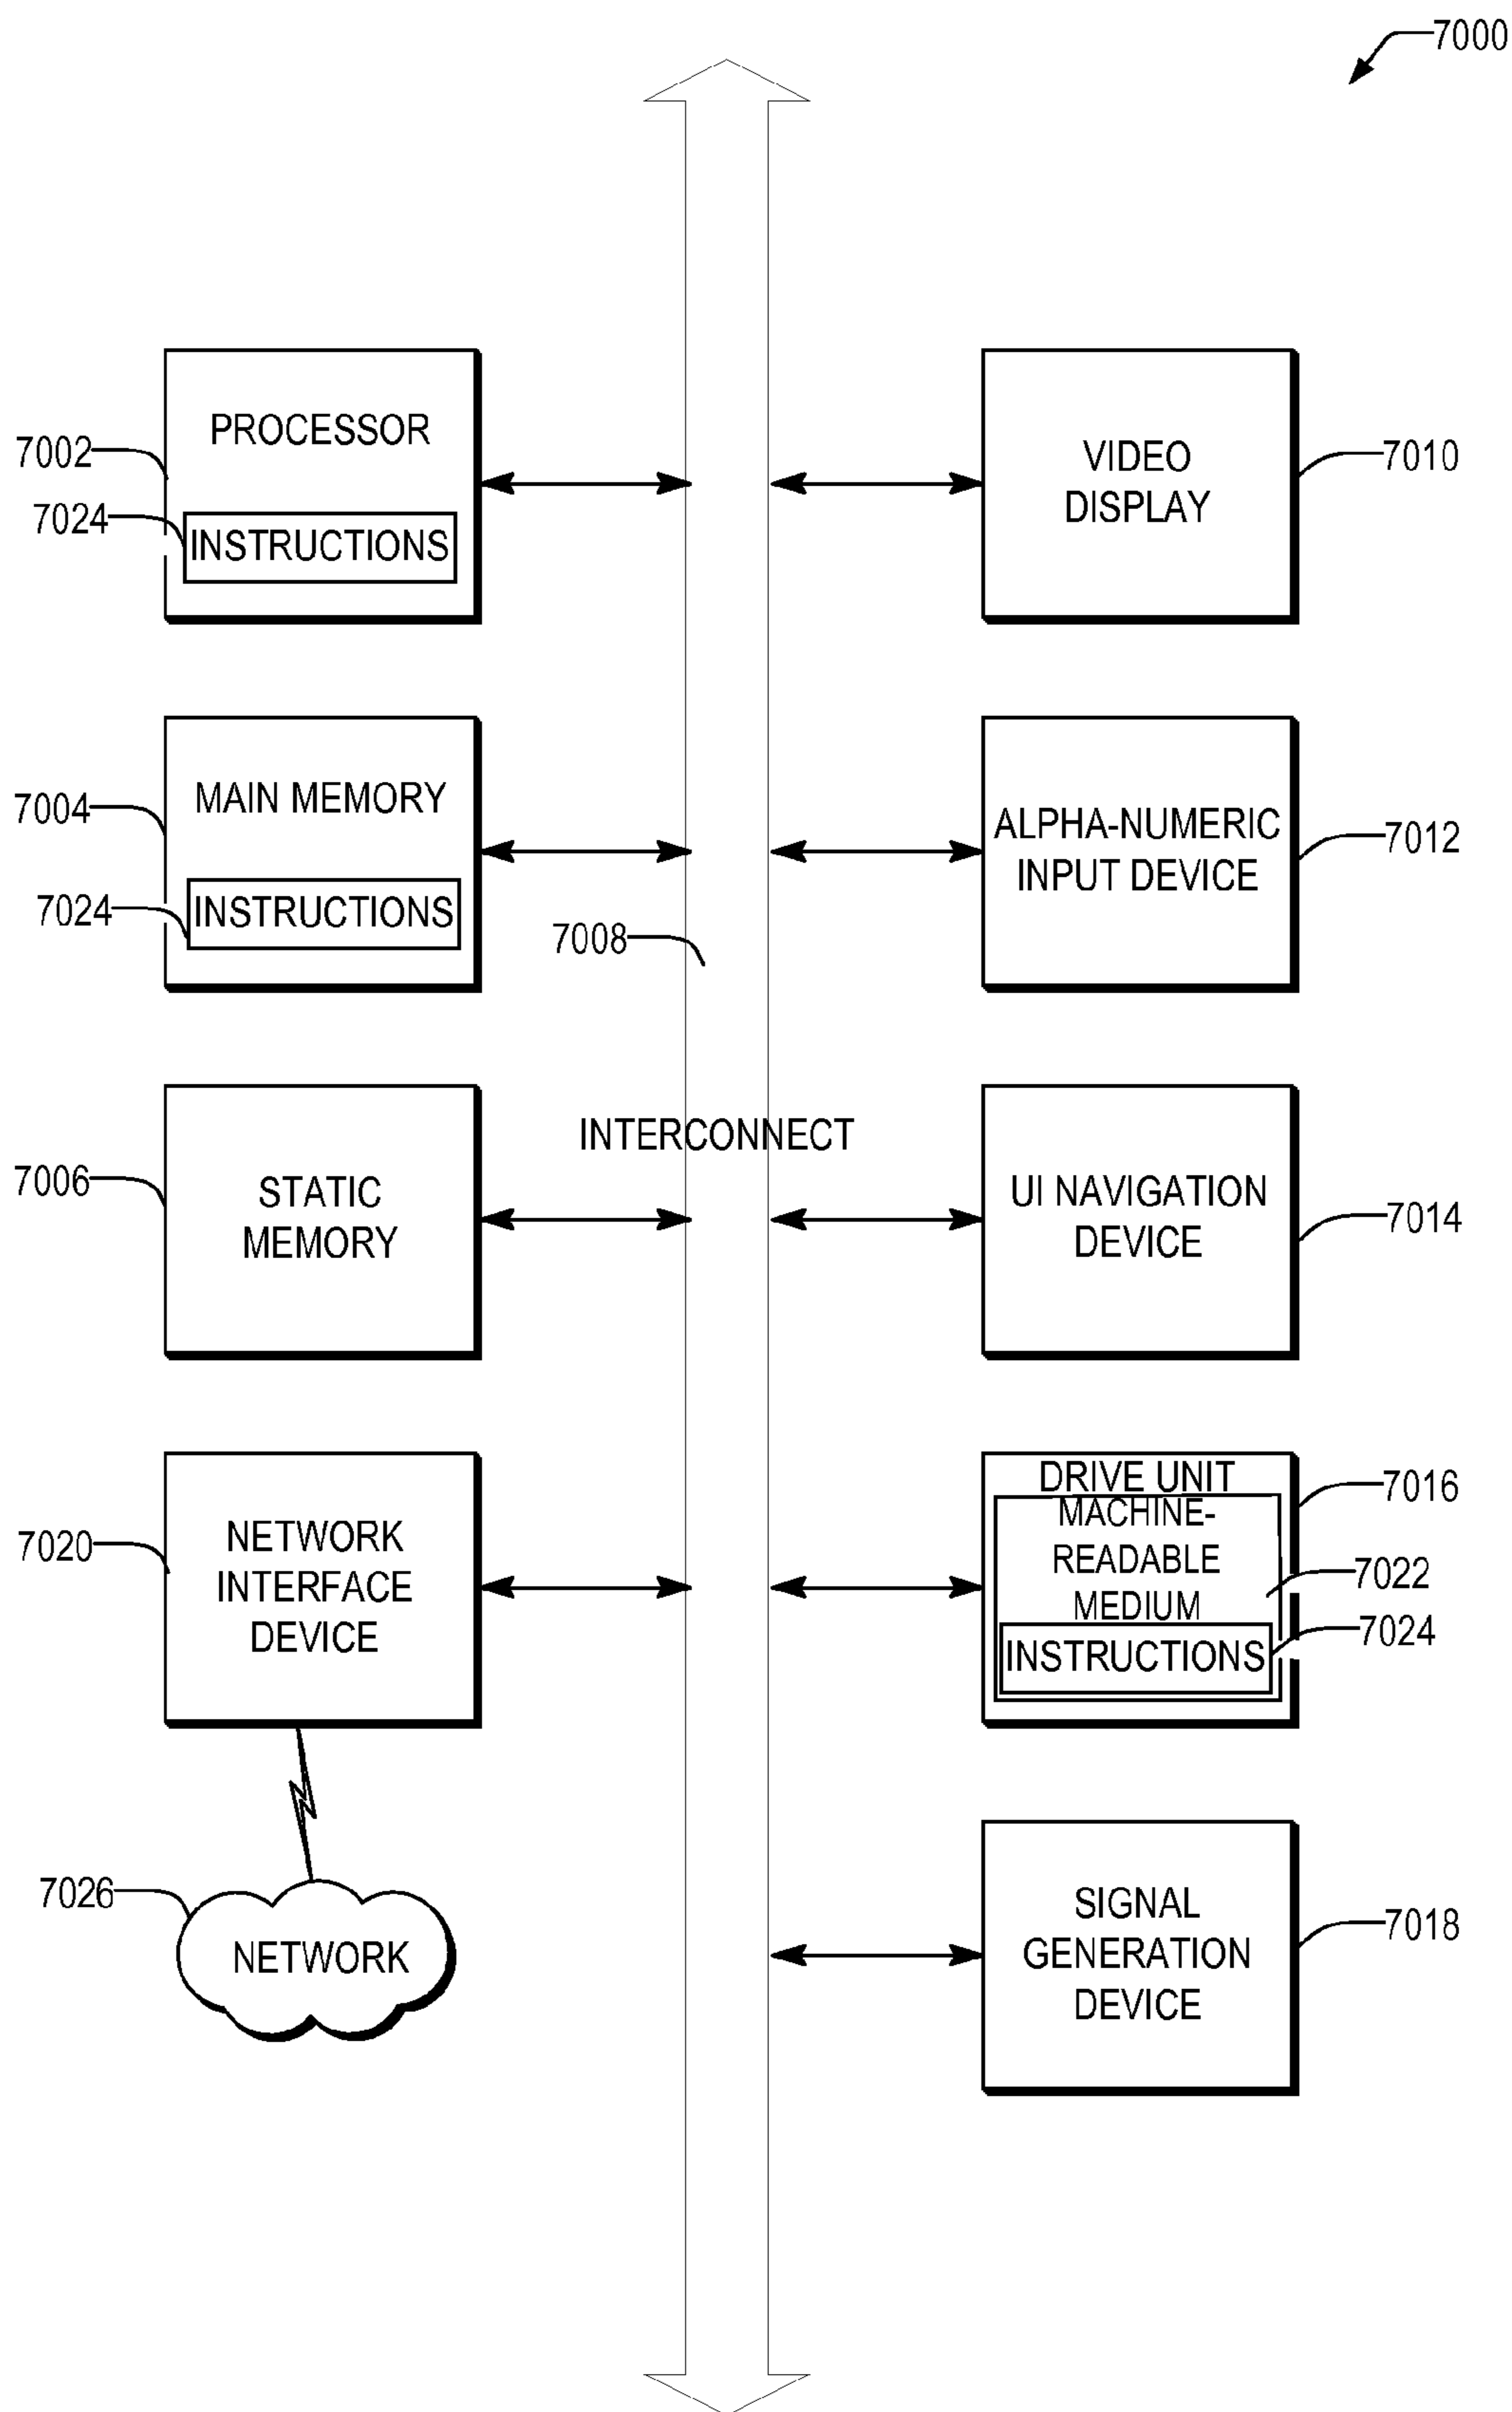 7000
PROCESSOR
7002
7024
INSTRUCTIONS
VIDEO
DISPLAY
7010
MAIN MEMORY
7004
7024
INSTRUCTIONS
7008
ALPHA-NUMERIC
INPUT DEVICE
7012
INTERCONNECT
7006
STATIC
MEMORY
UI NAVIGATION
DEVICE
7014
7020
NETWORK
INTERFACE
DEVICE
DRIVE UNIT
7016
MACHINE-
READABLE
MEDIUM
7022
INSTRUCTIONS
7024
7026
NETWORK
SIGNAL
GENERATION
DEVICE
7018